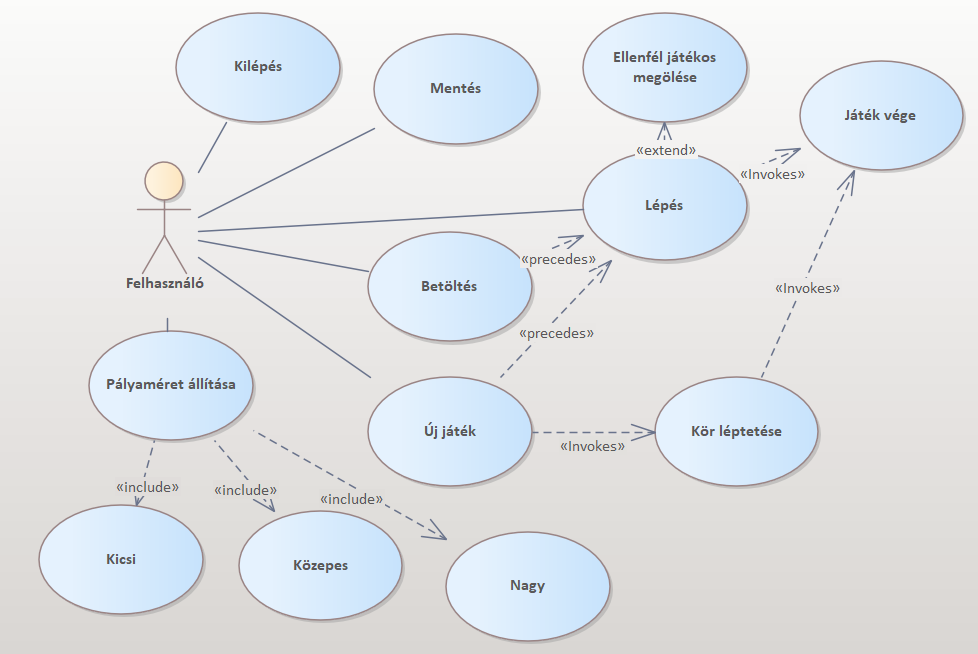 Kilépés
Mentés
Ellenfél játékos
megölése
Játék vége
«extend»
«Invokes»
Lépés
Felhasználó
«precedes»
Betöltés
«Invokes»
«precedes»
Pályaméret állítása
Új játék
Kör léptetése
«Invokes»
«include»
«include»
«include»
Kicsi
Közepes
Nagy